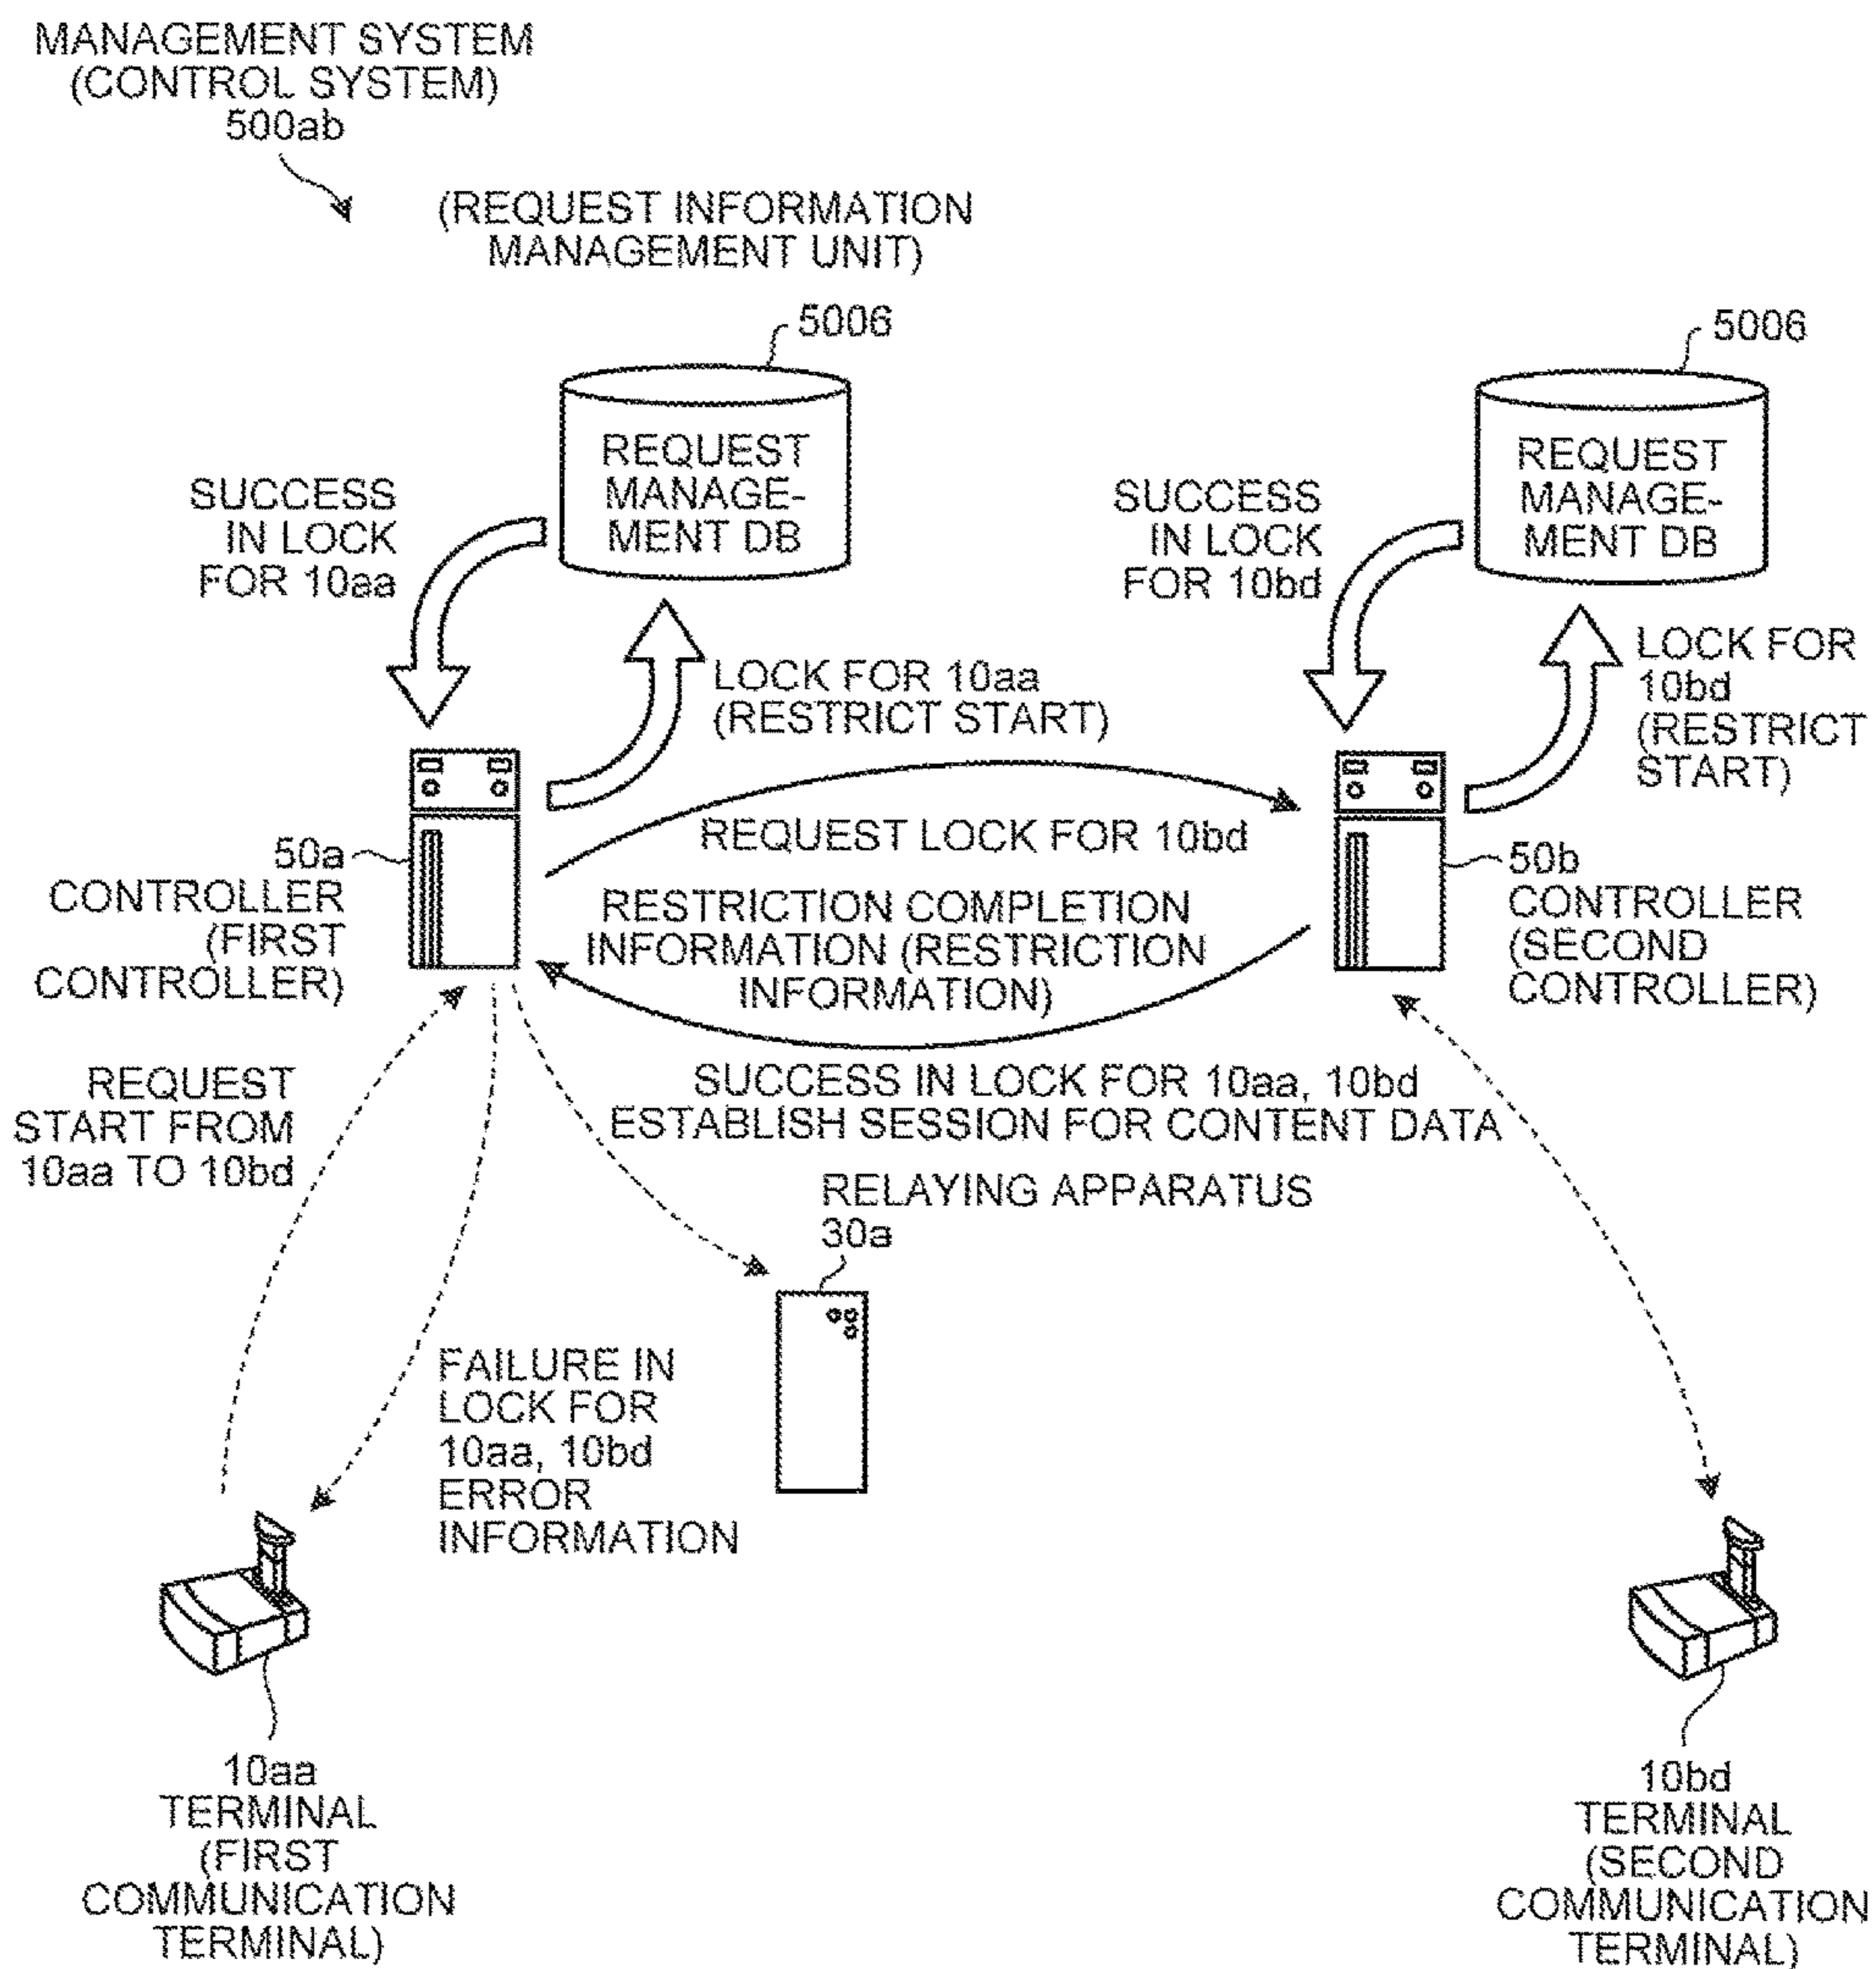 MANAGEMENT SYSTEM
(CONTROL SYSTEM)
500ab
(REQUEST INFORMATION
MANAGEMENT UNIT)
5006
REQUEST
MANAGE-
MENT DB
SUCCESS
IN LOCK
FOR 10aa
LOCK FOR 10aa
(RESTRICT START)
5006
REQUEST
MANAGE-
MENT DB
SUCCESS
IN LOCK
FOR 10bd
LOCK FOR
10bd
(RESTRICT
START)
50a
CONTROLLER
(FIRST
CONTROLLER)
REQUEST LOCK FOR 10bd
RESTRICTION COMPLETION
INFORMATION (RESTRICTION
INFORMATION)
50b
CONTROLLER
(SECOND
CONTROLLER)
REQUEST
START FROM
10aa TO 10bd
SUCCESS IN LOCK FOR 10aa, 10bd
ESTABLISH SESSION FOR CONTENT DATA
RELAYING APPARATUS
30a
FAILURE IN
LOCK FOR
10aa, 10bd
ERROR
INFORMATION
10aa
TERMINAL
(FIRST
COMMUNICATION
TERMINAL)
10bd
TERMINAL
(SECOND
COMMUNICATION
TERMINAL)